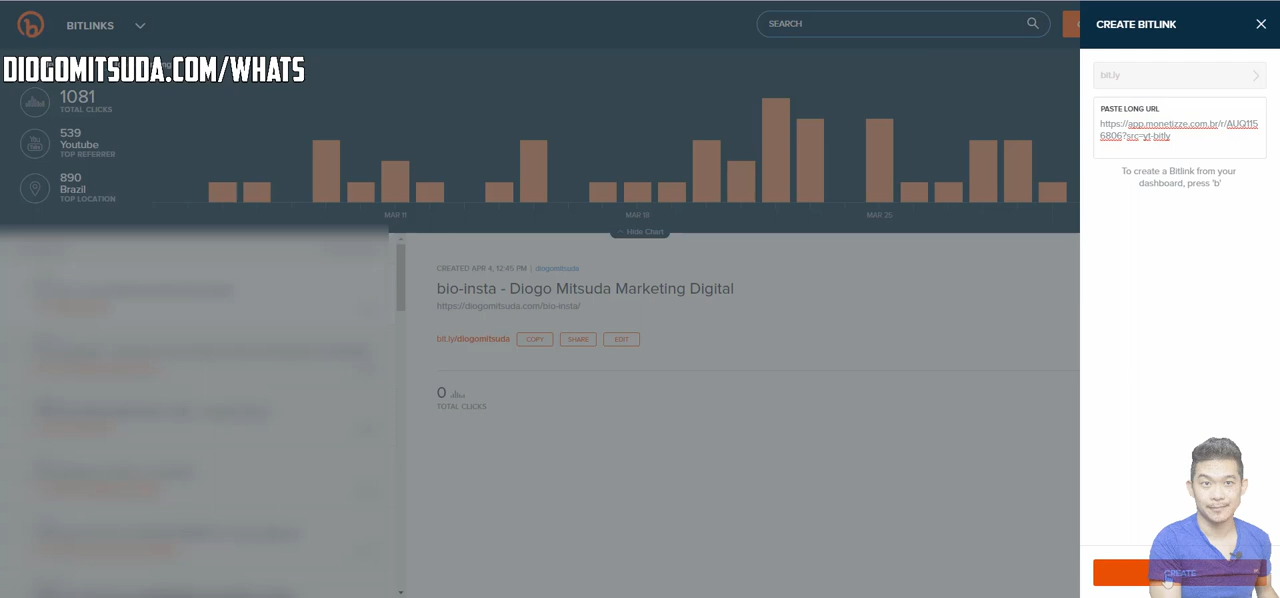 BITLINKS
SEARCH
CREATE BITLINK
DIOGOMITSUDA.COM/WHATS
1081
TOTAL CLICKS
539
Youtube
TOP REFERRER
890
Brazil
TOP LOCATION
MAR 11
MAR 18
MAR 25
Hide Chart
bit.ly
PASTE LONG URL
https://app.monetizze.com.br/r/AUQ115
6806?src=yt-bitly
To create a Bitlink from your
dashboard, press 'b'
CREATED APR 4, 12:45 PM | diogomitsuda
bio-insta - Diogo Mitsuda Marketing Digital
https://diogomitsuda.com/bio-insta/
bit.ly/diogomitsuda COPY SHARE EDIT
0
TOTAL CLICKS
CREATE